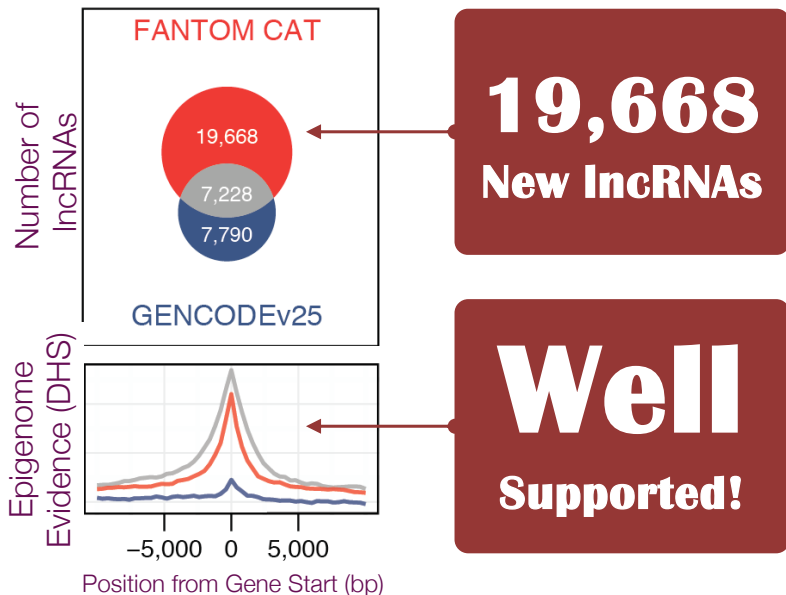 FANTOM CAT
Number of
lncRNAs
19,668
7,228
7,790
GENCODEv25
19,668
New lncRNAs
Epigenome
Evidence (DHS)
−5,000 0 5,000
Position from Gene Start (bp)
Well
Supported!